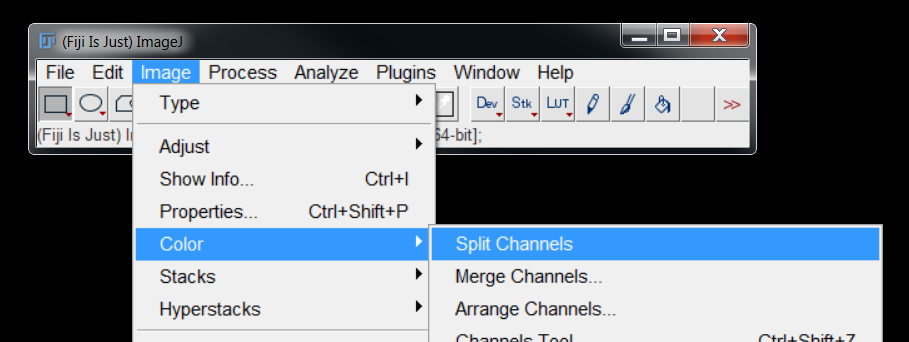 (Fiji Is Just) ImageJ
File Edit Image Process Analyze Plugins Window Help
Dev Stk LUT >>
(Fiji Is Just) I 64-bit];
Type
Adjust
Show Info... Ctrl+I
Properties... Ctrl+Shift+P
Color
Stacks
Hyperstacks
Split Channels
Merge Channels...
Arrange Channels...
Channels Tool Ctrl+Shift+Z